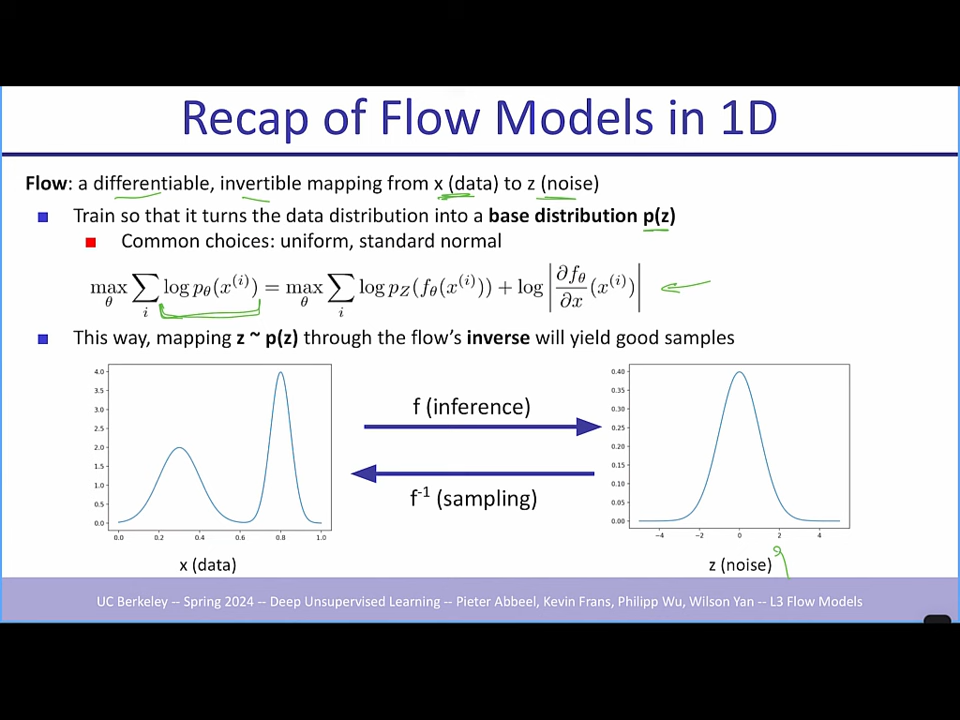 Recap of Flow Models in 1D
Flow: a differentiable, invertible mapping from x (data) to z (noise)
Train so that it turns the data distribution into a base distribution p(z)
Common choices: uniform, standard normal
max_θ ∑_i log p_θ(x^(i)) = max_θ ∑_i log p_Z(f_θ(x^(i))) + log |∂f_θ/∂x (x^(i))|
This way, mapping z ~ p(z) through the flow's inverse will yield good samples
4.0
3.5
3.0
2.5
2.0
1.5
1.0
0.5
0.0
0.0 0.2 0.4 0.6 0.8 1.0
x (data)
f (inference)
f⁻¹ (sampling)
0.40
0.35
0.30
0.25
0.20
0.15
0.10
0.05
0.00
−4 −2 0 2 4
z (noise)
UC Berkeley -- Spring 2024 -- Deep Unsupervised Learning -- Pieter Abbeel, Kevin Frans, Philipp Wu, Wilson Yan -- L3 Flow Models